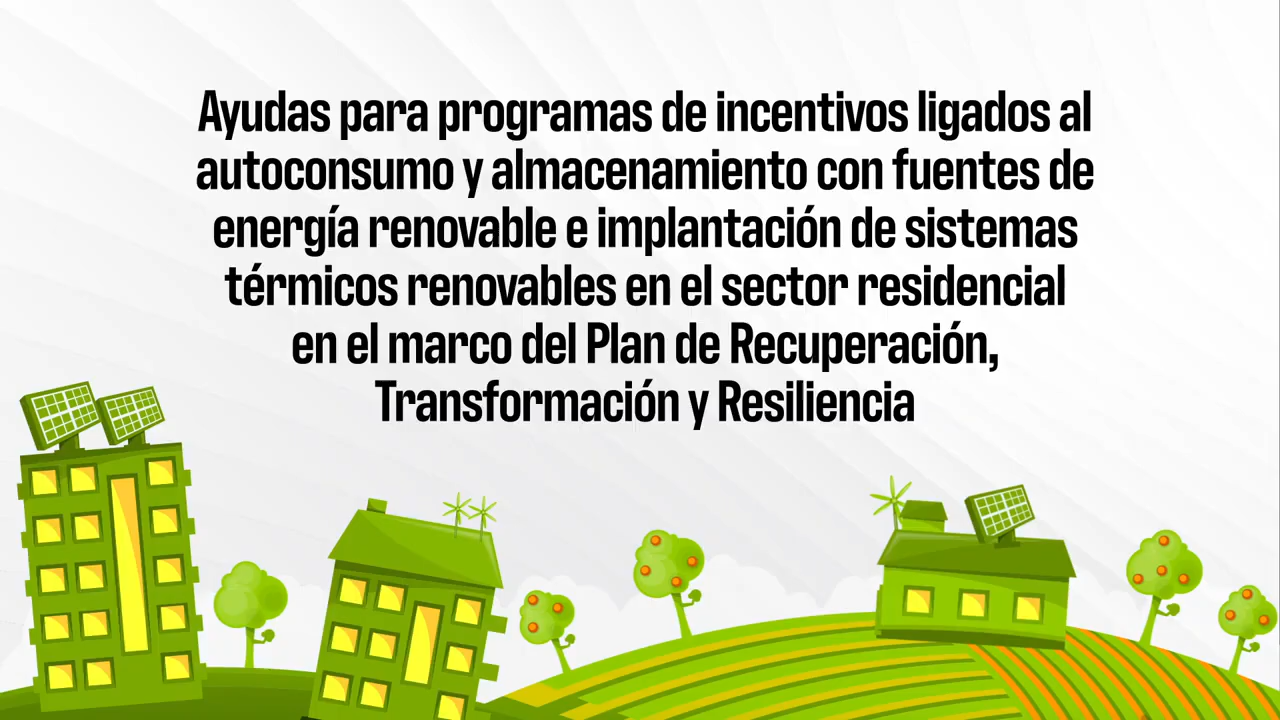 Ayudas para programas de incentivos ligados al
autoconsumo y almacenamiento con fuentes de
energía renovable e implantación de sistemas
térmicos renovables en el sector residencial
en el marco del Plan de Recuperación,
Transformación y Resiliencia